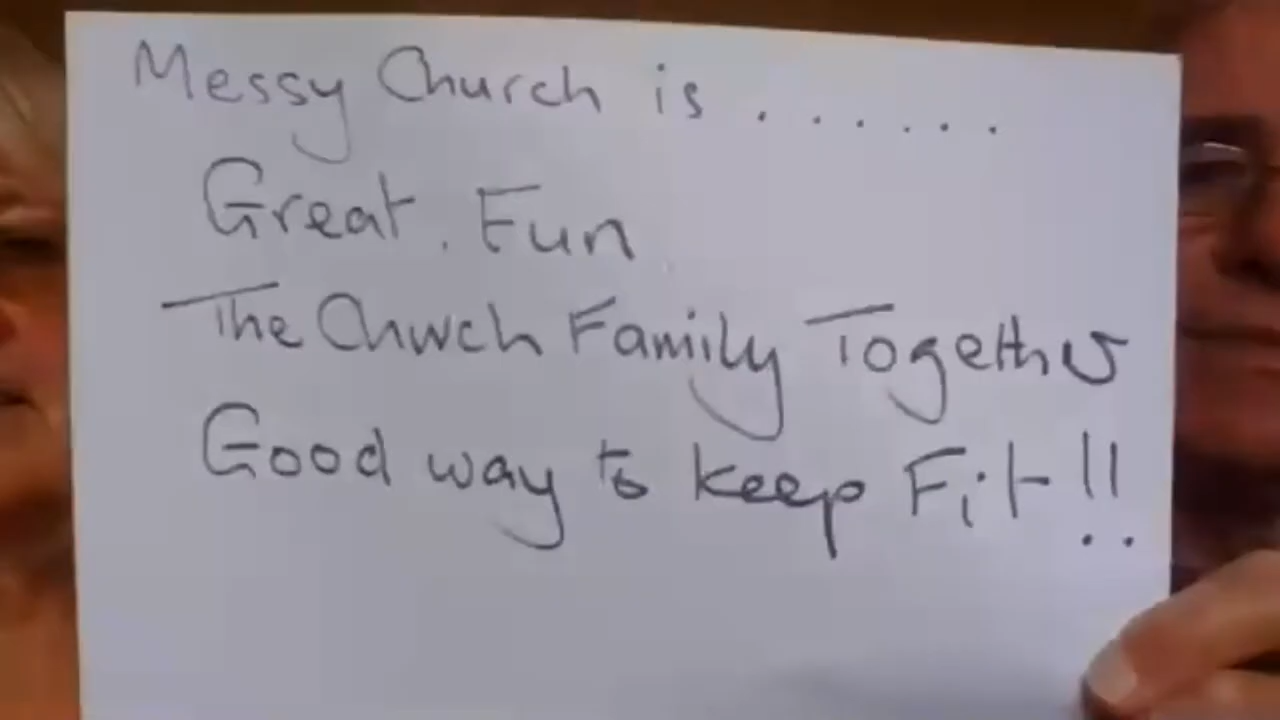 Messy Church is ......
Great. Fun
The Church Family Together
Good way to keep Fit!!